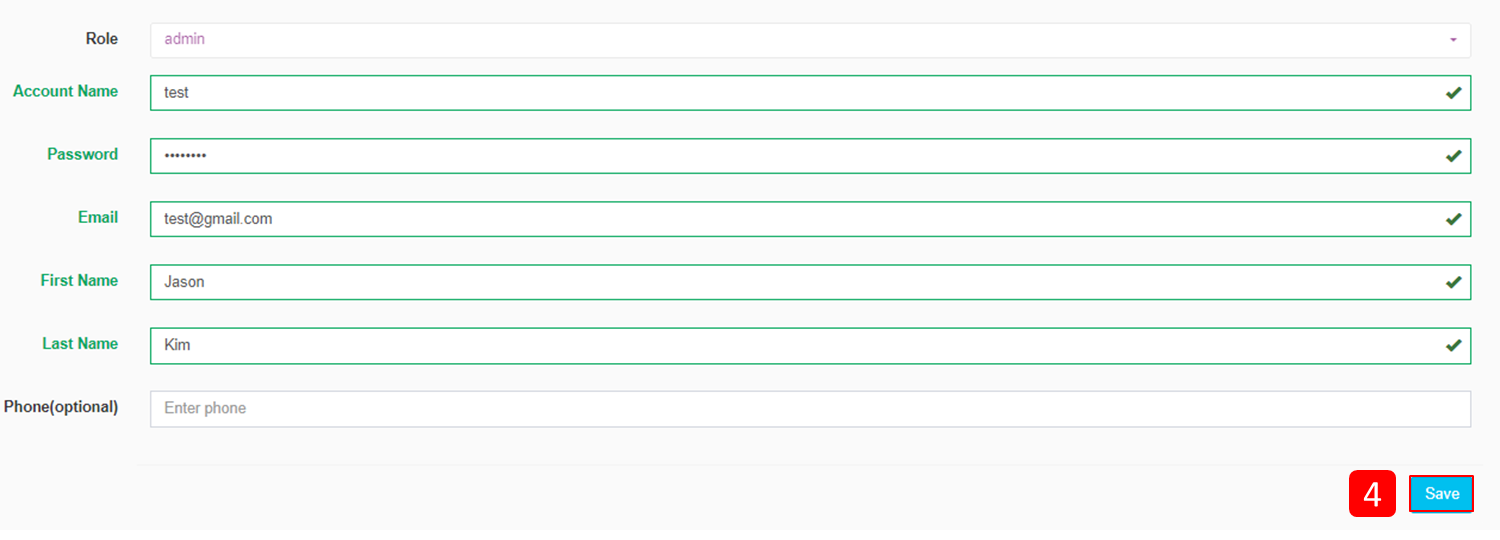 Role admin
Account Name test
Password ••••••••
Email test@gmail.com
First Name Jason
Last Name Kim
Phone(optional) Enter phone
4 Save